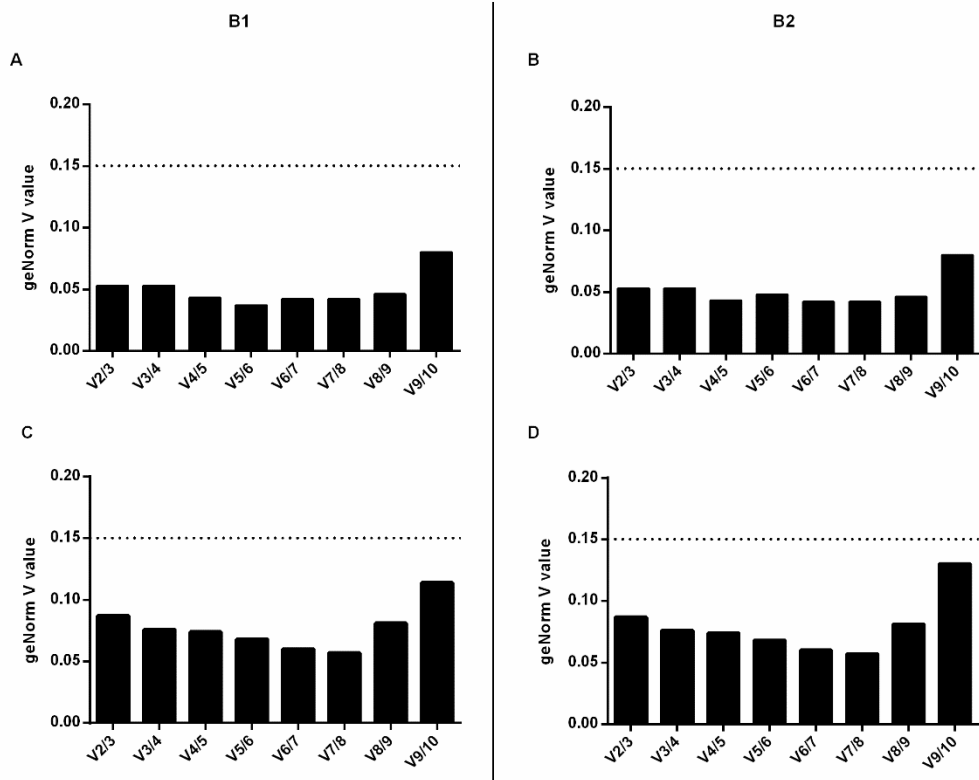 B1
B2
A
geNorm V value
0.20
0.15
0.10
0.05
0.00
V2/3
V3/4
V4/5
V5/6
V6/7
V7/8
V8/9
V9/10
B
geNorm V value
0.20
0.15
0.10
0.05
0.00
V2/3
V3/4
V4/5
V5/6
V6/7
V7/8
V8/9
V9/10
C
geNorm V value
0.20
0.15
0.10
0.05
0.00
V2/3
V3/4
V4/5
V5/6
V6/7
V7/8
V8/9
V9/10
D
geNorm V value
0.20
0.15
0.10
0.05
0.00
V2/3
V3/4
V4/5
V5/6
V6/7
V7/8
V8/9
V9/10